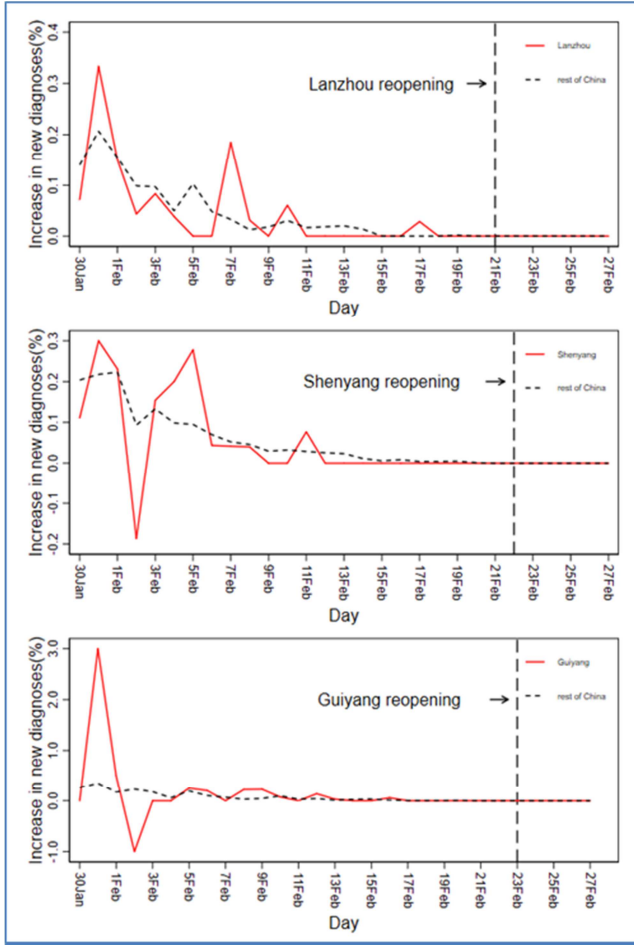 Increase in new diagnoses(%)
0.4
0.3
0.2
0.1
0.0
Lanzhou
rest of China
Lanzhou reopening
30Jan
1Feb
3Feb
5Feb
7Feb
9Feb
11Feb
13Feb
15Feb
17Feb
19Feb
21Feb
23Feb
25Feb
27Feb
Day
Increase in new diagnoses(%)
0.3
0.2
0.1
0.0
-0.1
-0.2
Shenyang
rest of China
Shenyang reopening
30Jan
1Feb
3Feb
5Feb
7Feb
9Feb
11Feb
13Feb
15Feb
17Feb
19Feb
21Feb
23Feb
25Feb
27Feb
Day
Increase in new diagnoses(%)
3.0
2.0
1.0
0.0
-1.0
Guiyang
rest of China
Guiyang reopening
30Jan
1Feb
3Feb
5Feb
7Feb
9Feb
11Feb
13Feb
15Feb
17Feb
19Feb
21Feb
23Feb
25Feb
27Feb
Day